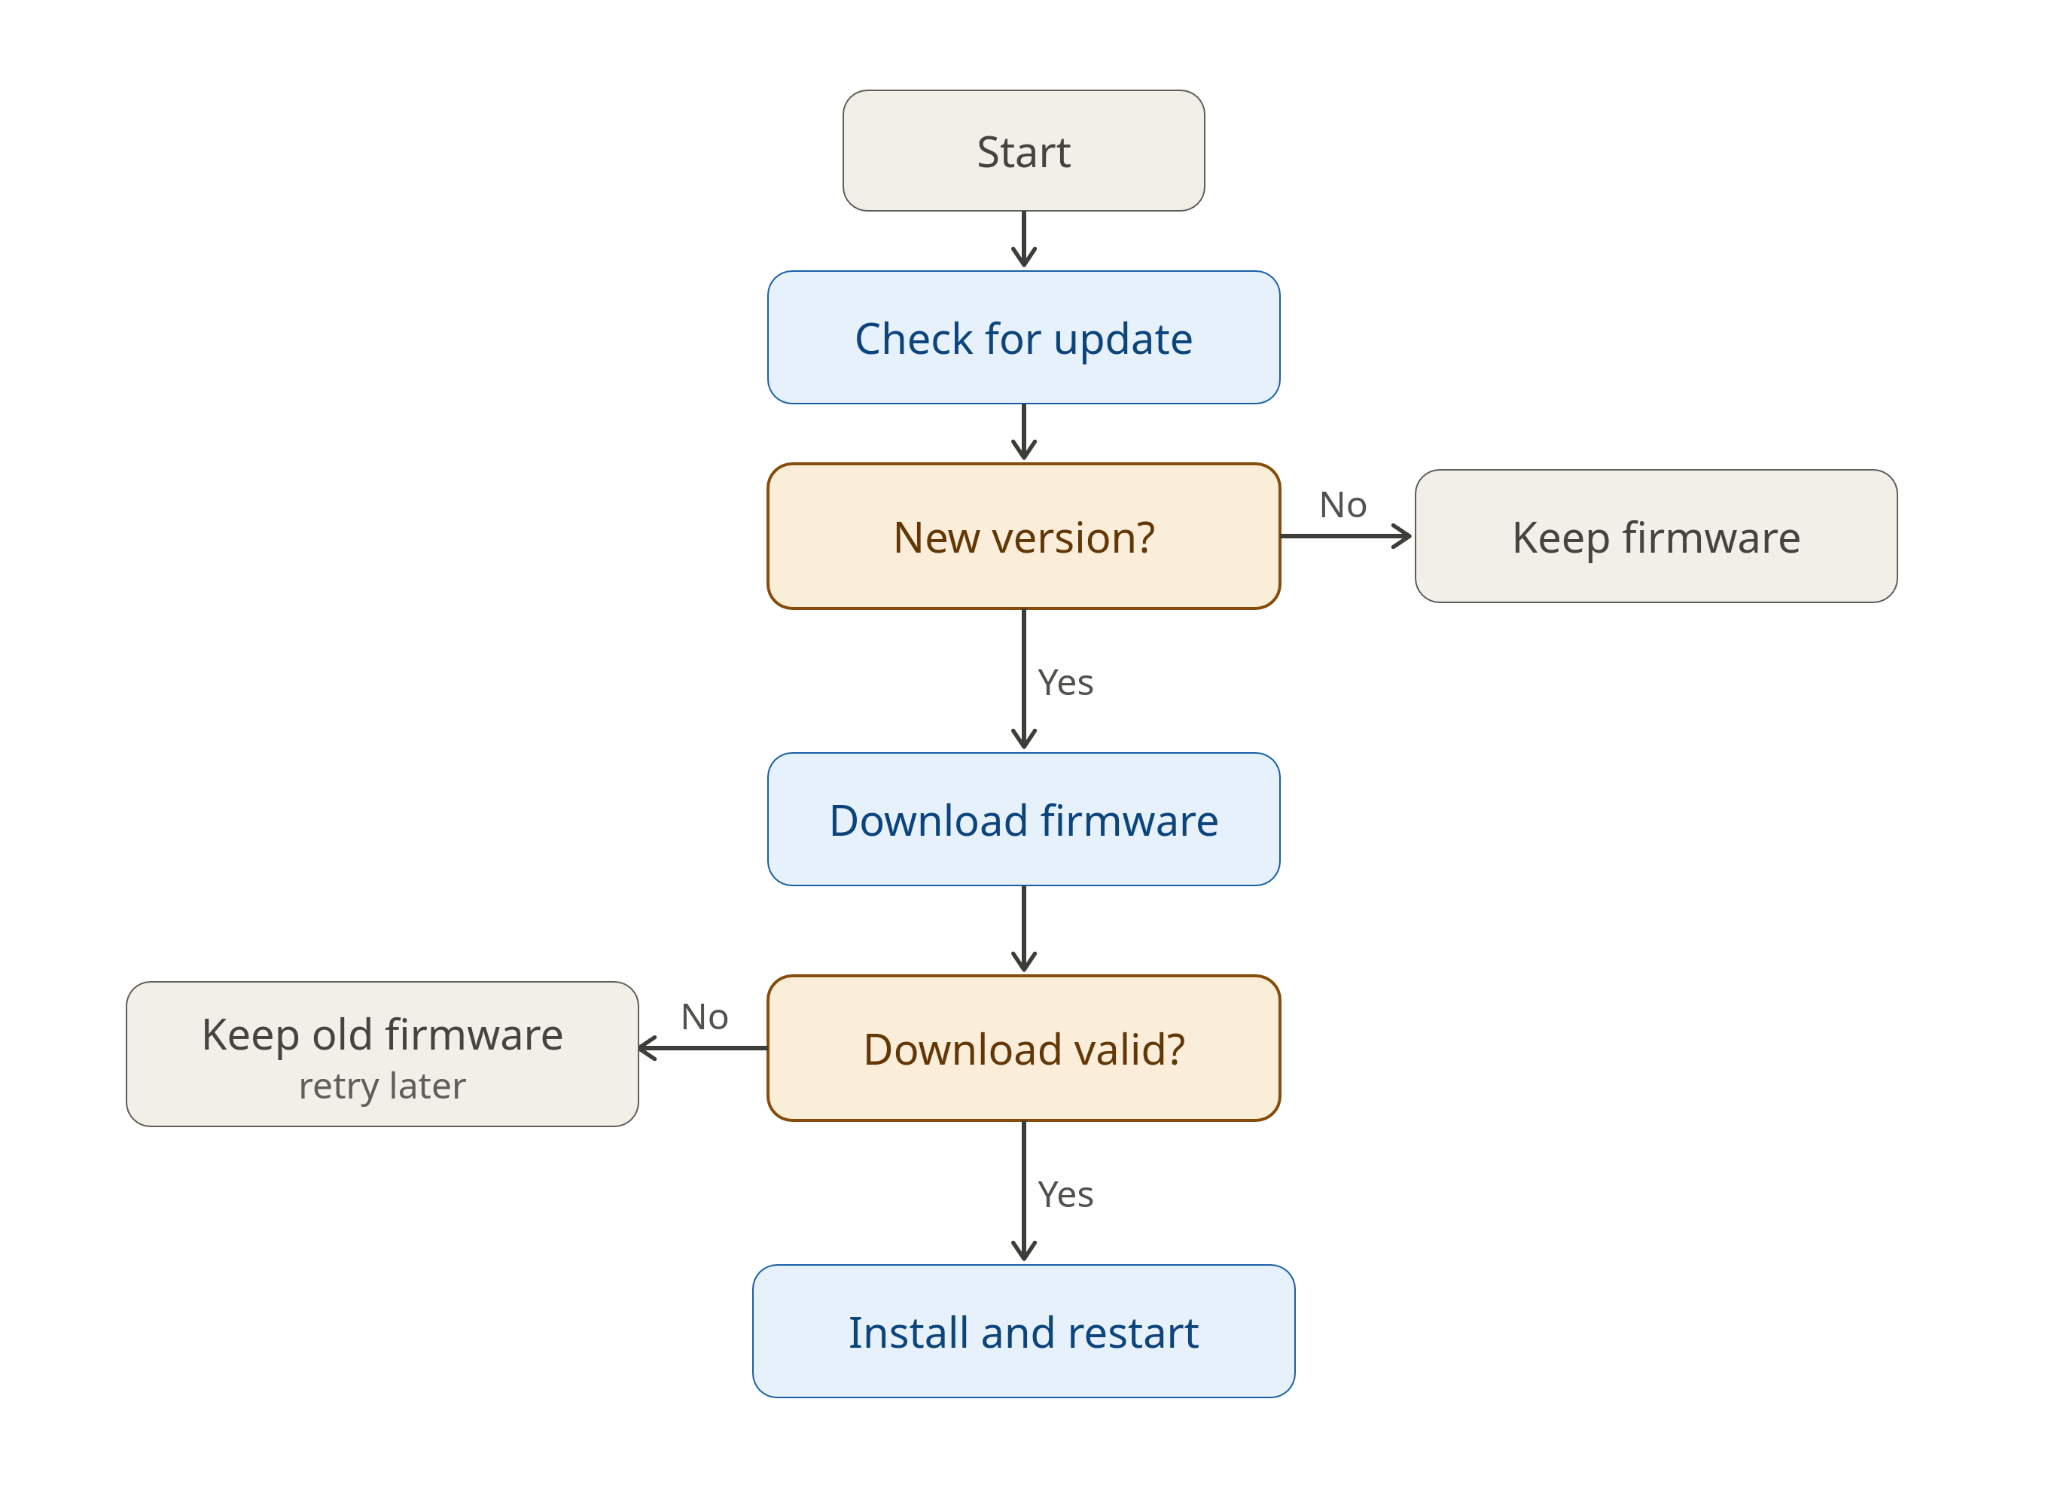 Start
Check for update
New version?
No
Keep firmware
Yes
Download firmware
Keep old firmware
retry later
No
Download valid?
Yes
Install and restart